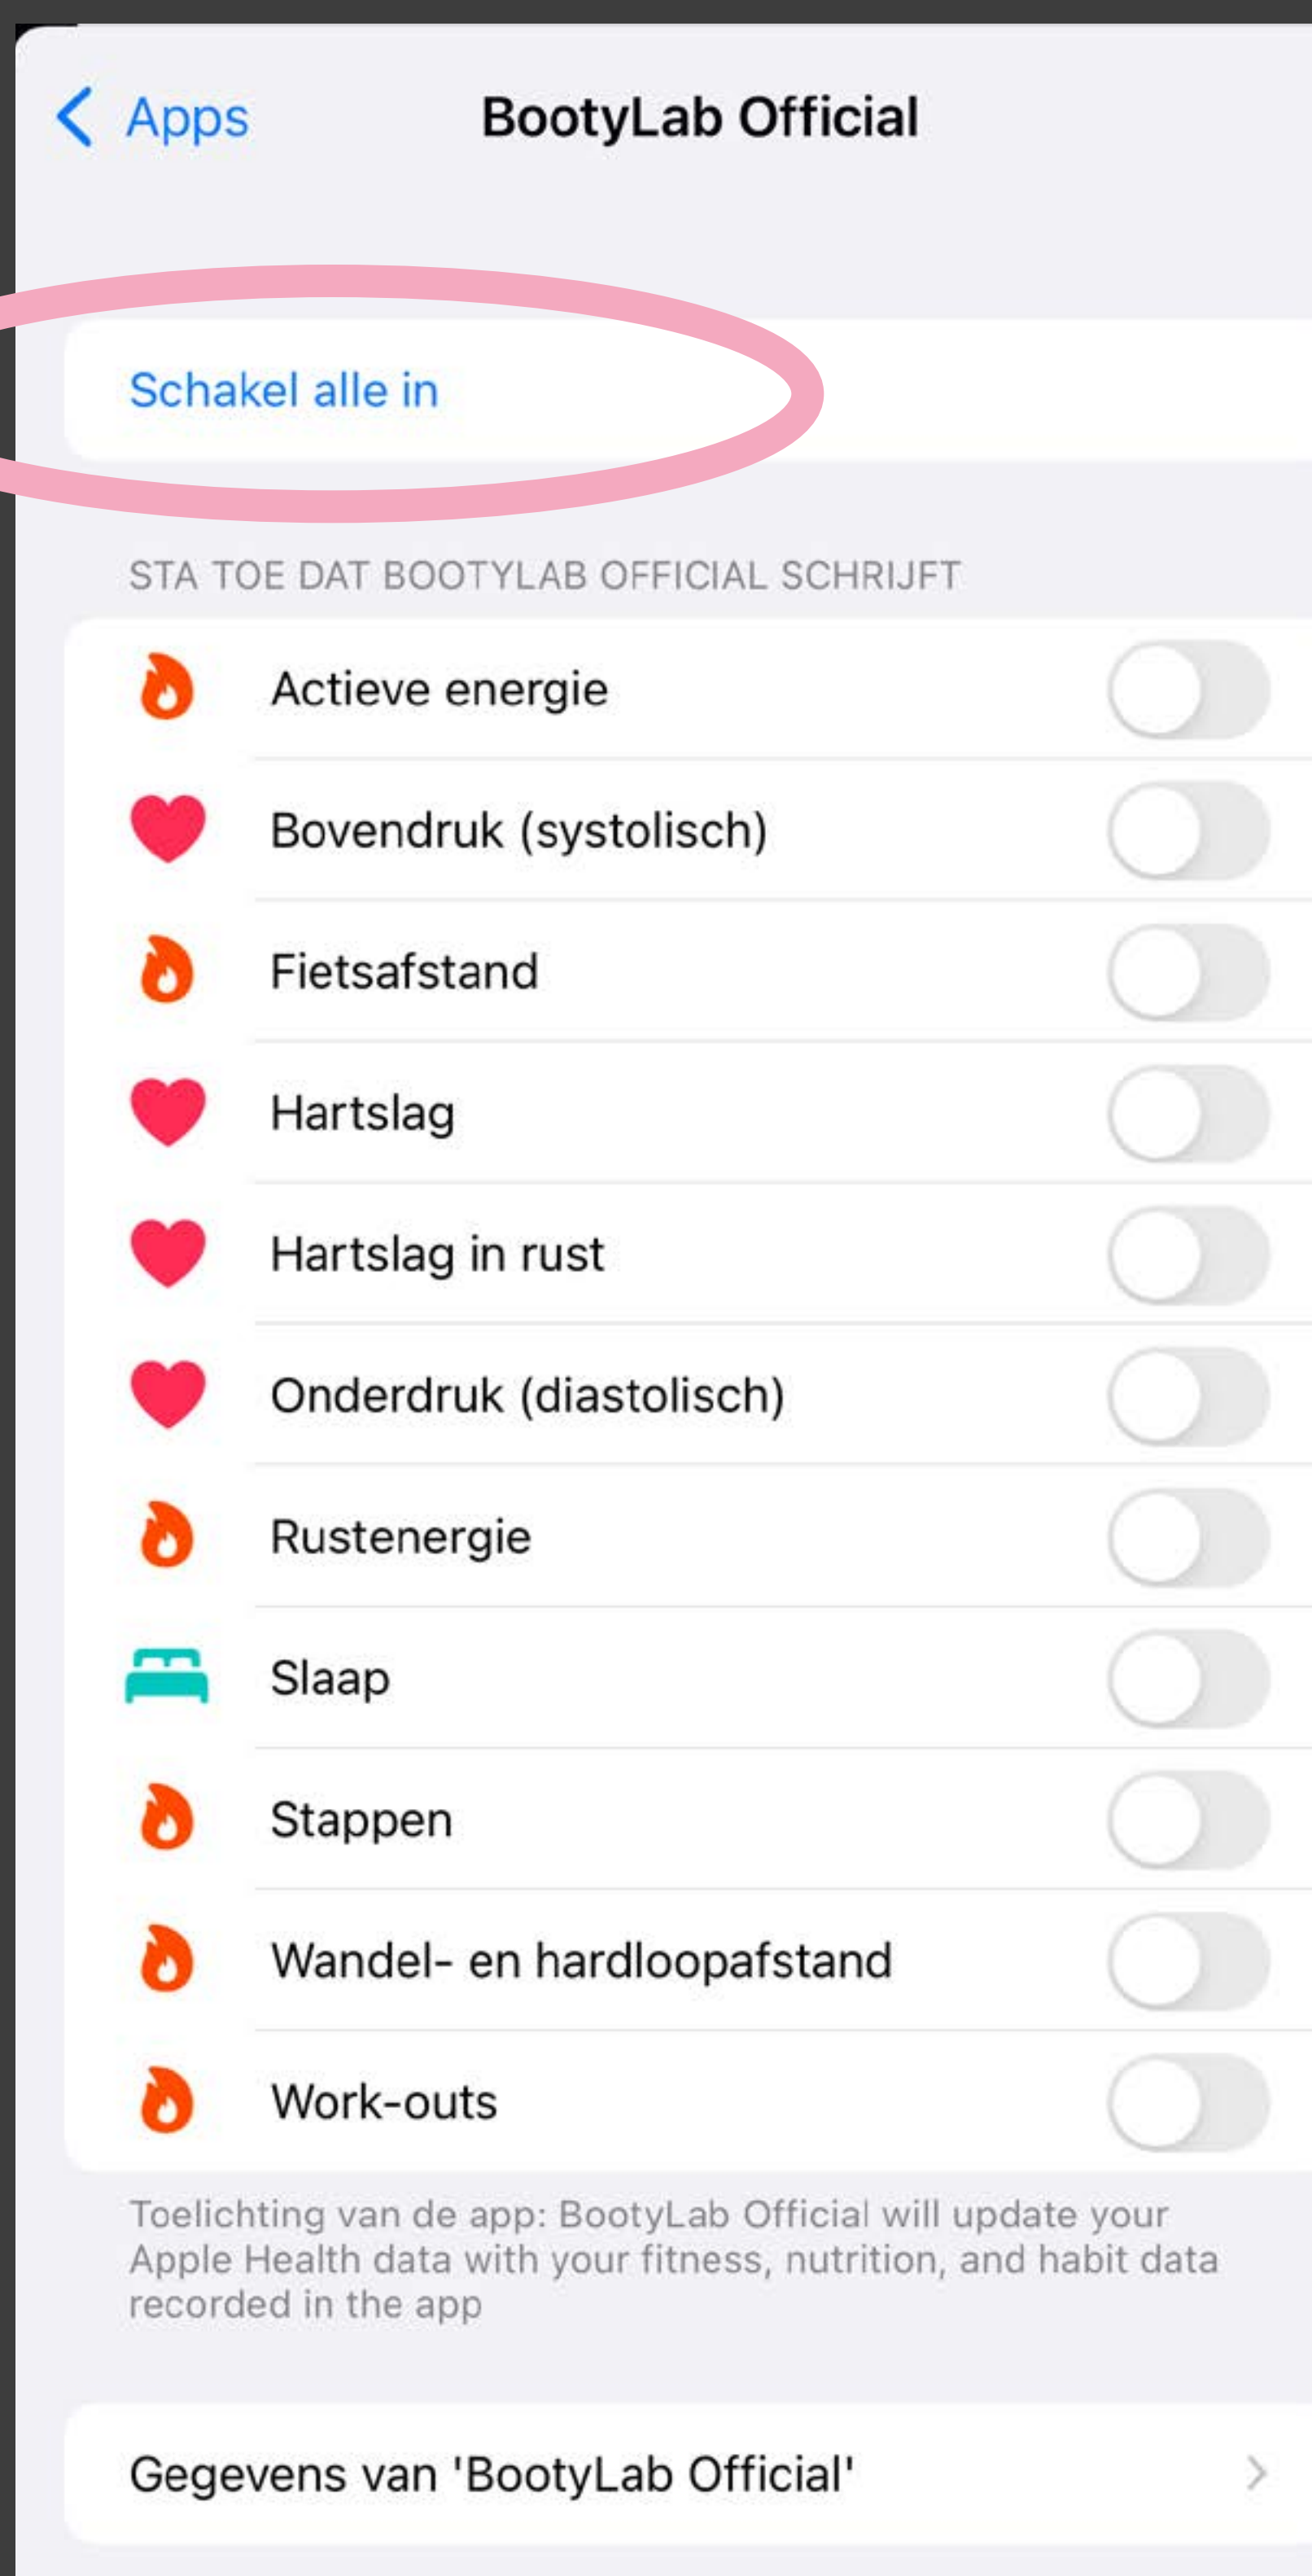 Apps
BootyLab Official
Schakel alle in
STA TOE DAT BOOTYLAB OFFICIAL SCHRIJFT
Actieve energie
Bovendruk (systolisch)
Fietsafstand
Hartslag
Hartslag in rust
Onderdruk (diastolisch)
Rustenergie
Slaap
Stappen
Wandel- en hardloopafstand
Work-outs
Toelichting van de app: BootyLab Official will update your
Apple Health data with your fitness, nutrition, and habit data
recorded in the app
Gegevens van 'BootyLab Official'